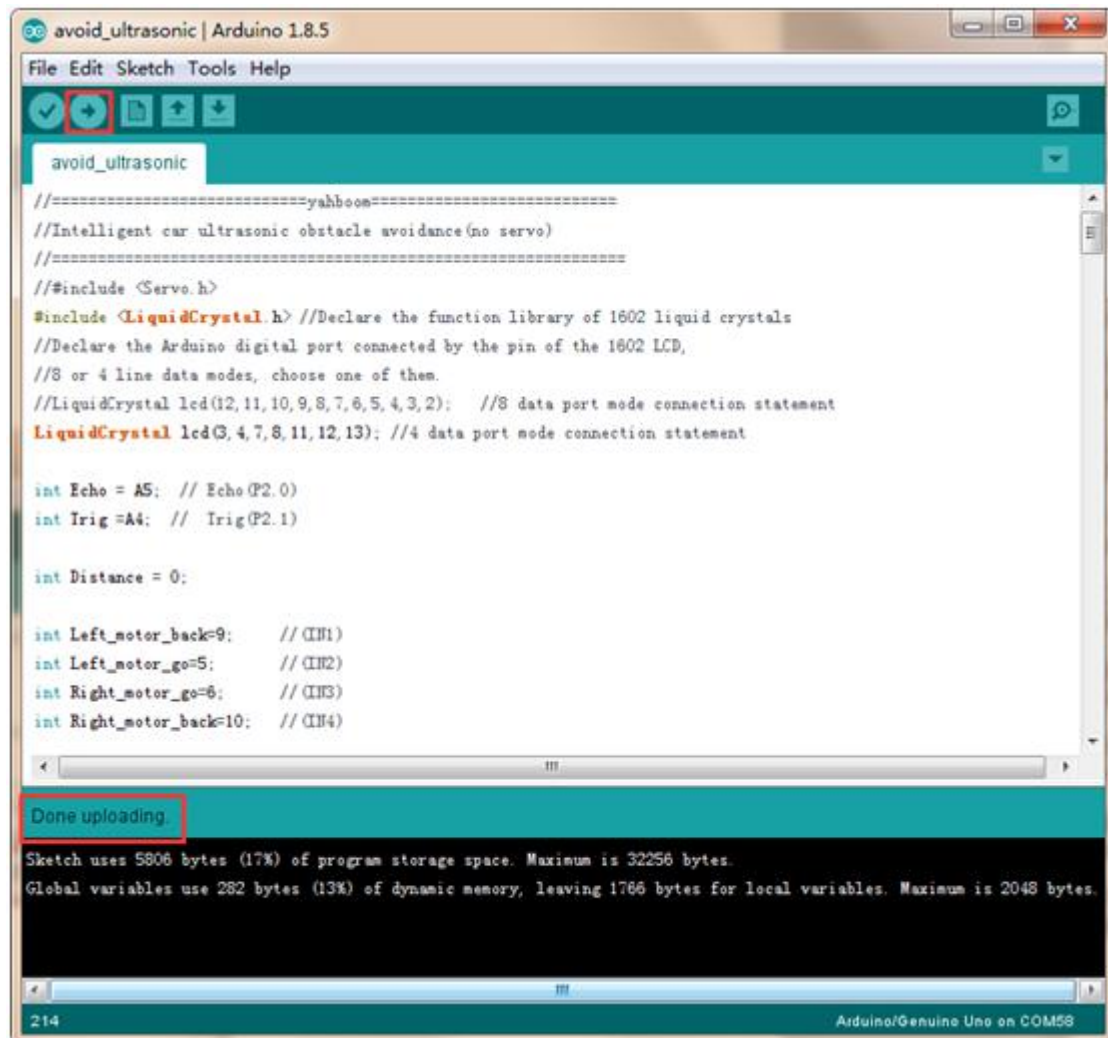 avoid_ultrasonic | Arduino 1.8.5
File Edit Sketch Tools Help
avoid_ultrasonic
//============================yahboom===========================
//Intelligent car ultrasonic obstacle avoidance(no servo)
//===============================================================
//#include <Servo.h>
#include <LiquidCrystal.h> //Declare the function library of 1602 liquid crystals
//Declare the Arduino digital port connected by the pin of the 1602 LCD,
//8 or 4 line data modes, choose one of them.
//LiquidCrystal lcd(12,11,10,9,8,7,6,5,4,3,2);   //8 data port mode connection statement
LiquidCrystal lcd(3,4,7,8,11,12,13); //4 data port mode connection statement
int Echo = A5;  // Echo(P2.0)
int Trig =A4;  //  Trig(P2.1)
int Distance = 0;
int Left_motor_back=9;      //(IN1)
int Left_motor_go=5;        //(IN2)
int Right_motor_go=6;       //(IN3)
int Right_motor_back=10;    //(IN4)
Done uploading.
Sketch uses 5806 bytes (17%) of program storage space. Maximum is 32256 bytes.
Global variables use 282 bytes (13%) of dynamic memory, leaving 1766 bytes for local variables. Maximum is 2048 bytes.
214 Arduino/Genuino Uno on COM58